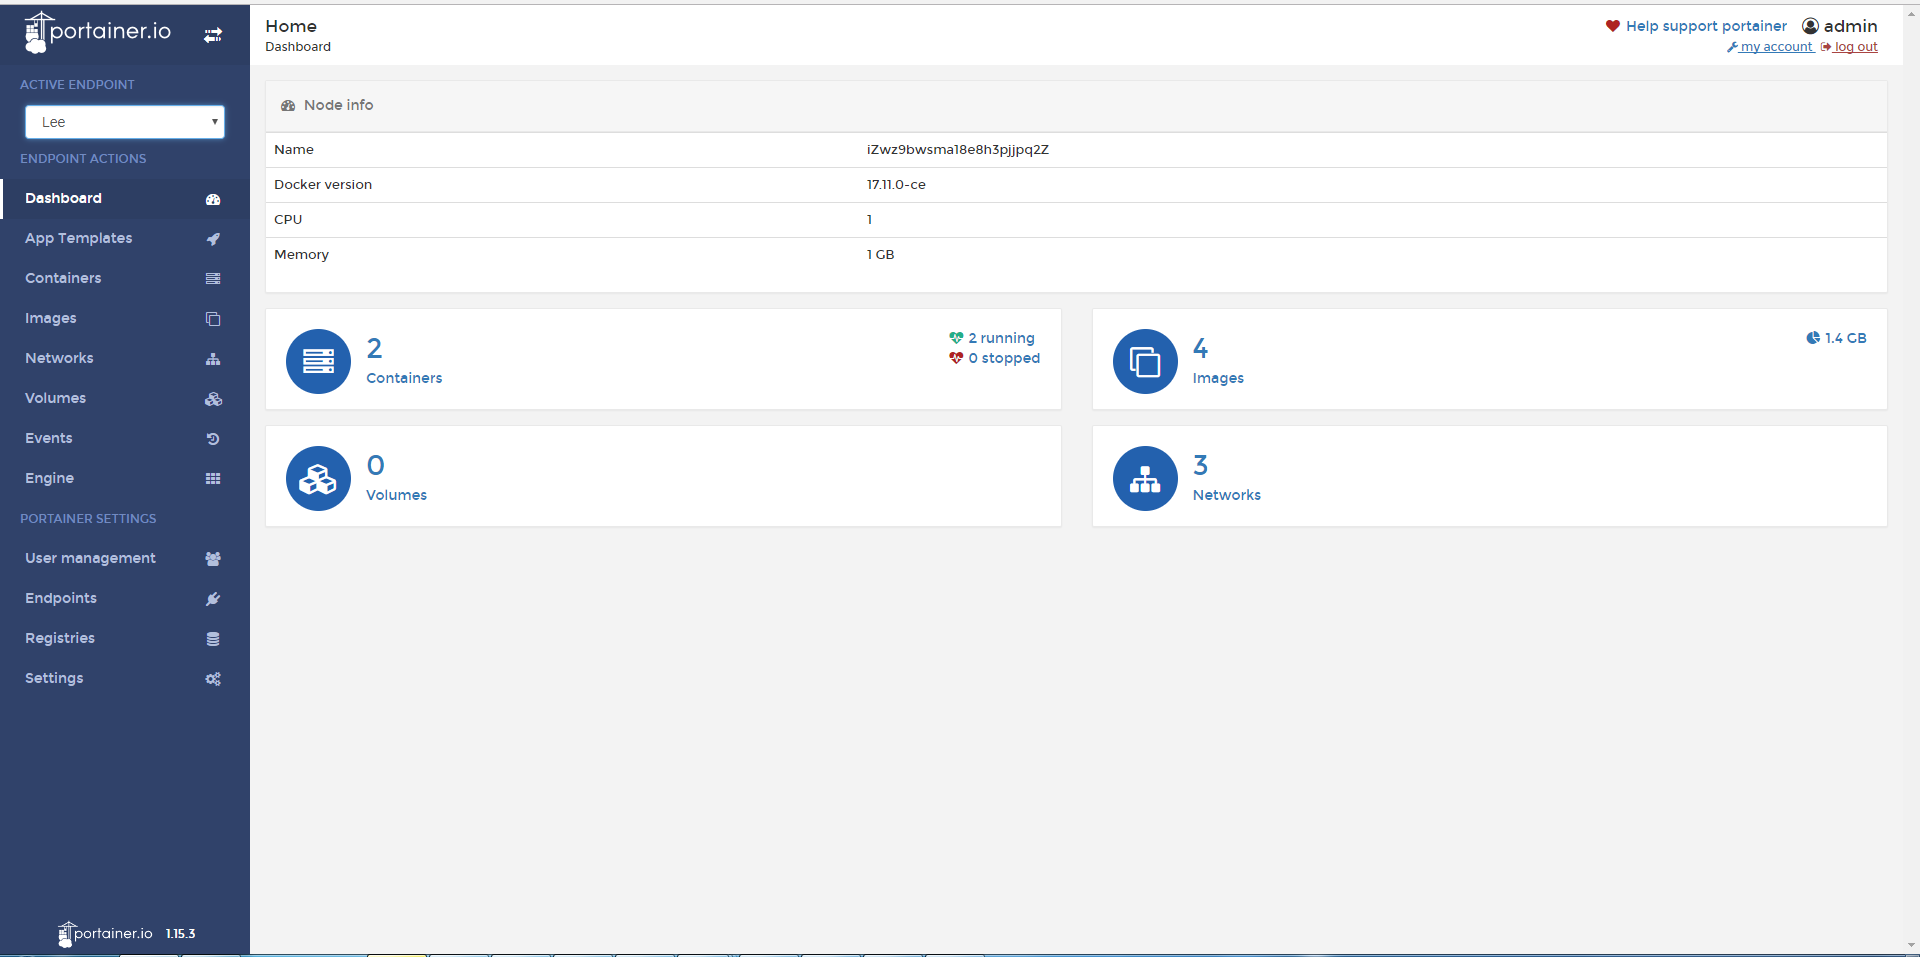 portainer.io
ACTIVE ENDPOINT
Lee
ENDPOINT ACTIONS
Dashboard
App Templates
Containers
Images
Networks
Volumes
Events
Engine
PORTAINER SETTINGS
User management
Endpoints
Registries
Settings
portainer.io 1.15.3
Home
Dashboard
Help support portainer admin
my account log out
Node info
Name iZwz9bwsma18e8h3pjjpq2Z
Docker version 17.11.0-ce
CPU 1
Memory 1 GB
2
Containers
2 running
0 stopped
4
Images
1.4 GB
0
Volumes
3
Networks